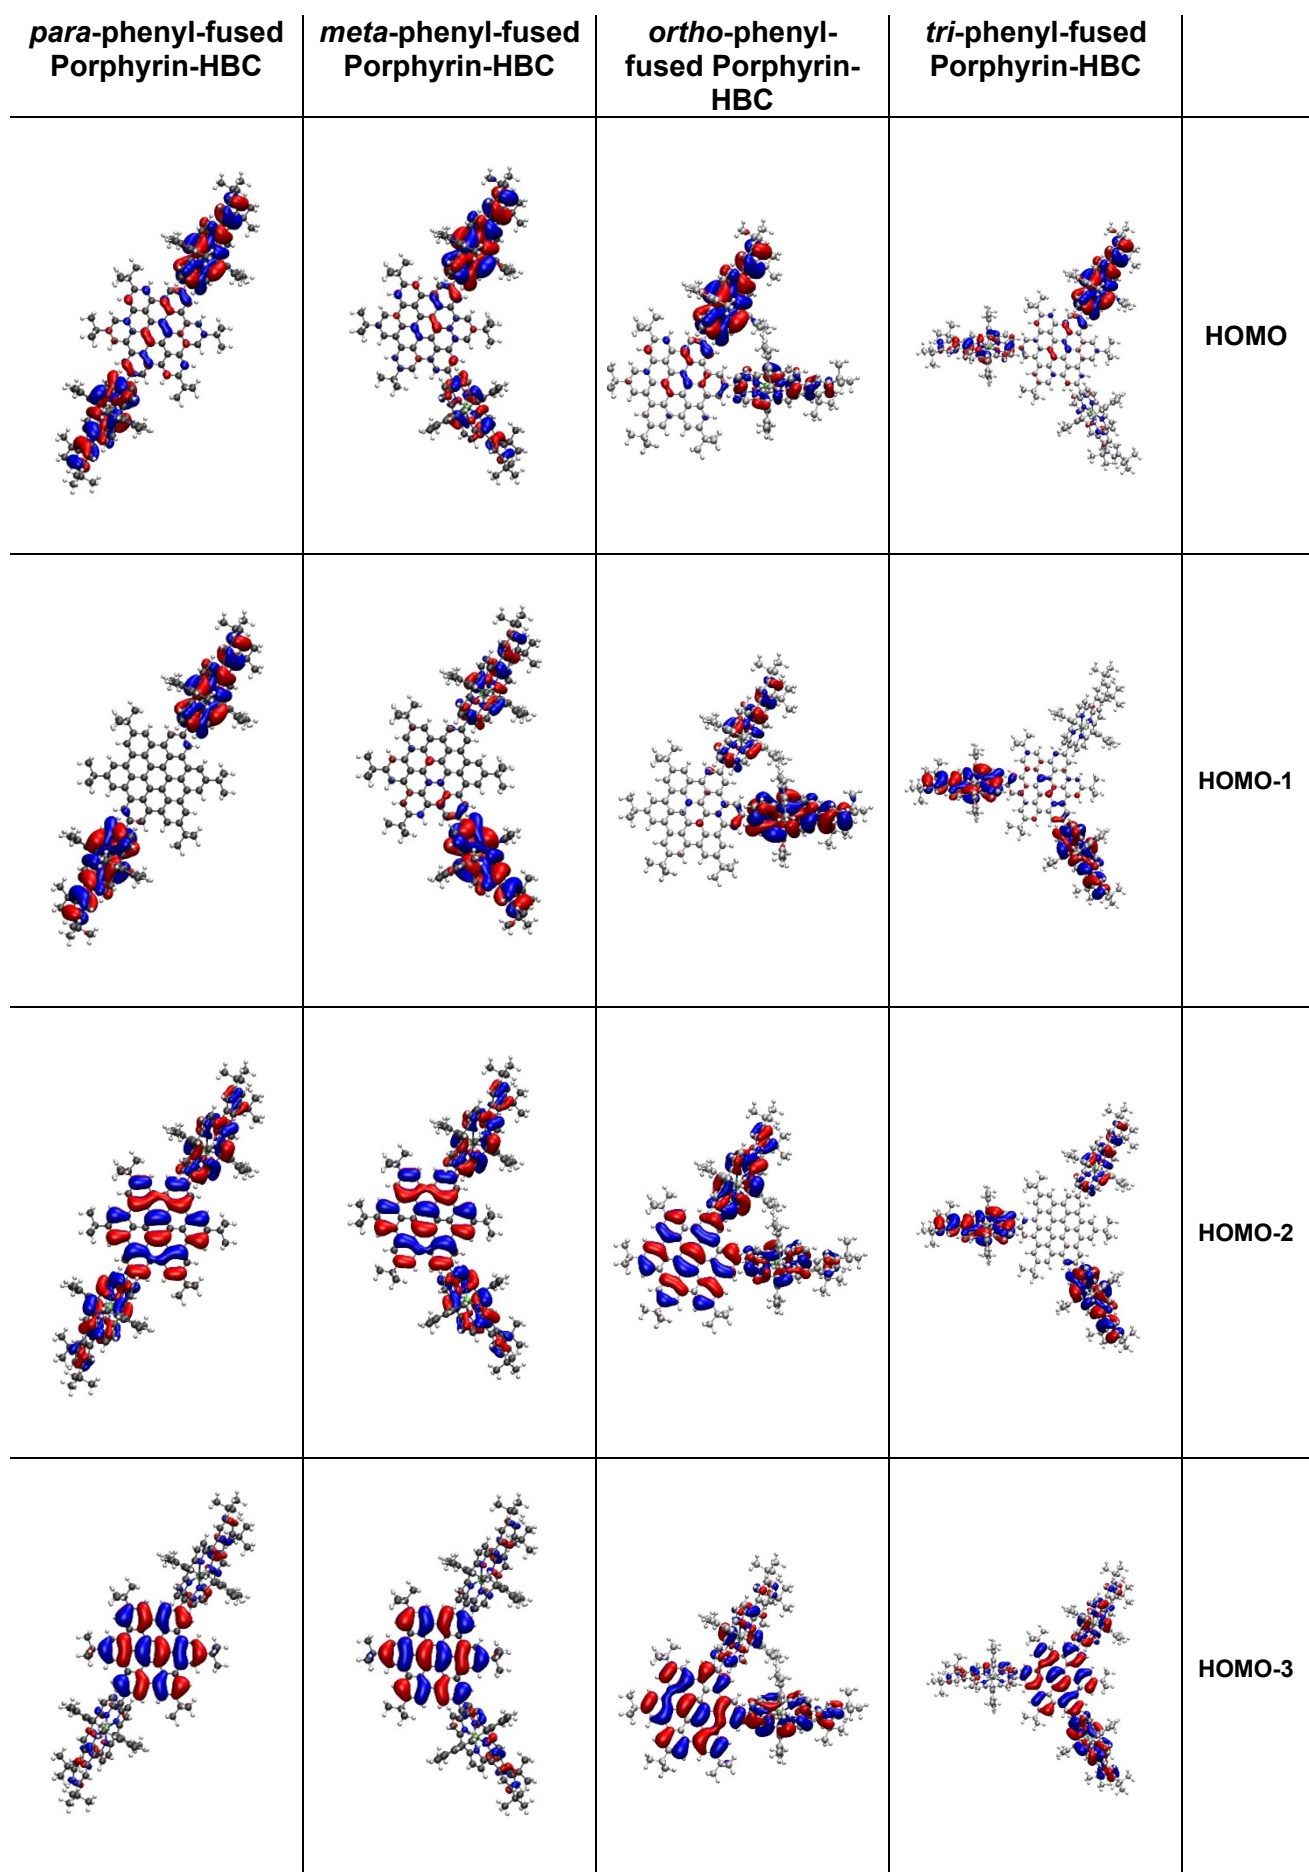 para-phenyl-fused
Porphyrin-HBC
meta-phenyl-fused
Porphyrin-HBC
ortho-phenyl-
fused Porphyrin-
HBC
tri-phenyl-fused
Porphyrin-HBC
HOMO
HOMO-1
HOMO-2
HOMO-3